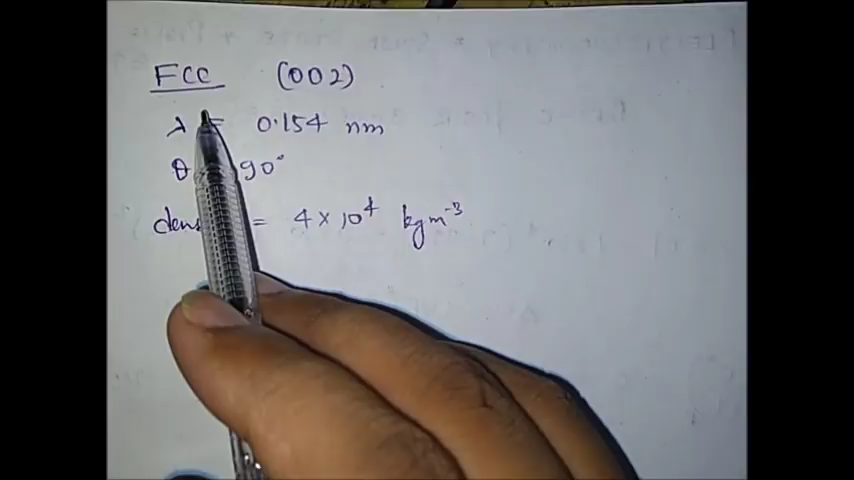 FCC (002)
λ = 0.154 nm
θ 90°
= 4 × 10⁴ kg m⁻³